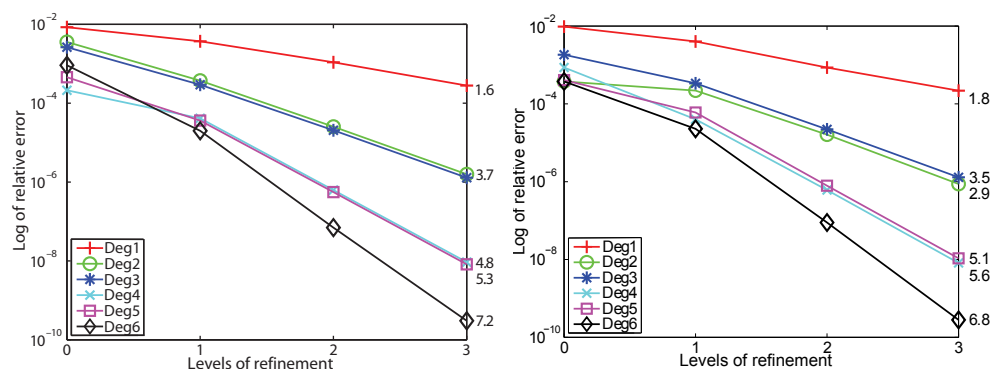 10^-2
10^-4
10^-6
10^-8
10^-10
Log of relative error
1.6
3.7
4.8
5.3
7.2
Deg1
Deg2
Deg3
Deg4
Deg5
Deg6
0
1
2
3
Levels of refinement
10^-2
10^-4
10^-6
10^-8
10^-10
Log of relative error
1.8
3.5
2.9
5.1
5.6
6.8
Deg1
Deg2
Deg3
Deg4
Deg5
Deg6
0
1
2
3
Levels of refinement